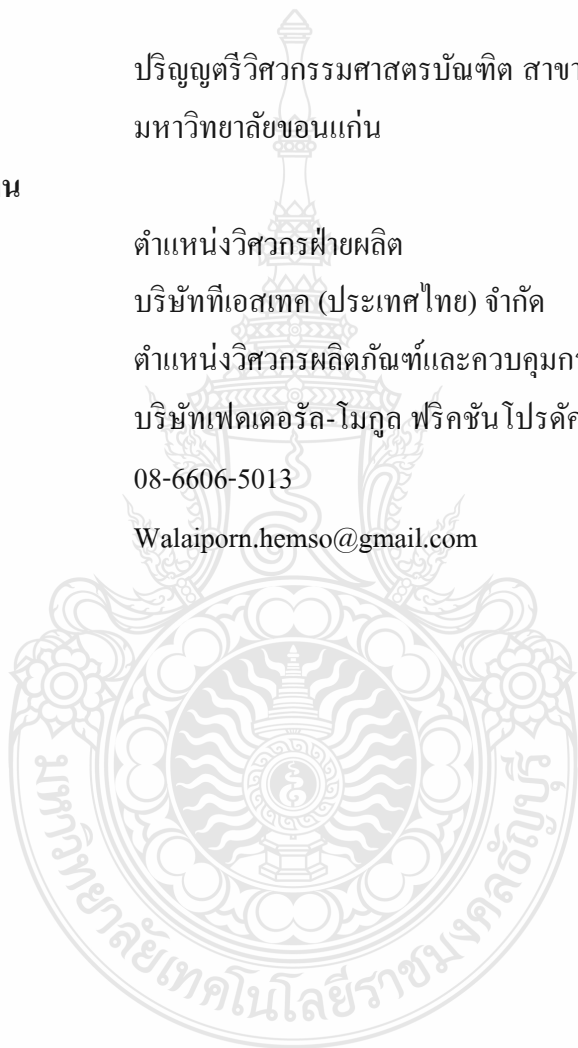 ปริญญตรีวิศวกรรมศาสตรบัณฑิต สาขา
มหาวิทยาลัยขอนแก่น
น
ตำแหน่งวิศวกรฝ่ายผลิต
บริษัททีเอสเทค (ประเทศไทย) จำกัด
ตำแหน่งวิศวกรผลิตภัณฑ์และควบคุมก
บริษัทเฟดเดอรัล-โมกูล ฟริคชันโปรดัค
08-6606-5013
Walaiporn.hemso@gmail.com
มหาวิทยาลัยเทคโนโลยีราชมงคลธัญบุรี